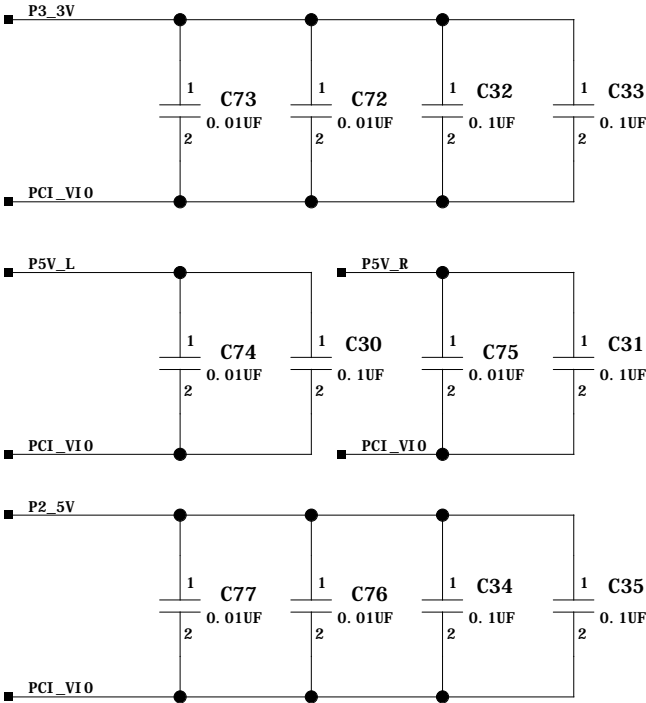 P3_3V
1 1 1 1
C73 C72 C32 C33
0.01UF 0.01UF 0.1UF 0.1UF
2 2 2 2
PCI_VIO
P5V_L P5V_R
1 1 1 1
C74 C30 C75 C31
0.01UF 0.1UF 0.01UF 0.1UF
2 2 2 2
PCI_VIO PCI_VIO
P2_5V
1 1 1 1
C77 C76 C34 C35
0.01UF 0.01UF 0.1UF 0.1UF
2 2 2 2
PCI_VIO